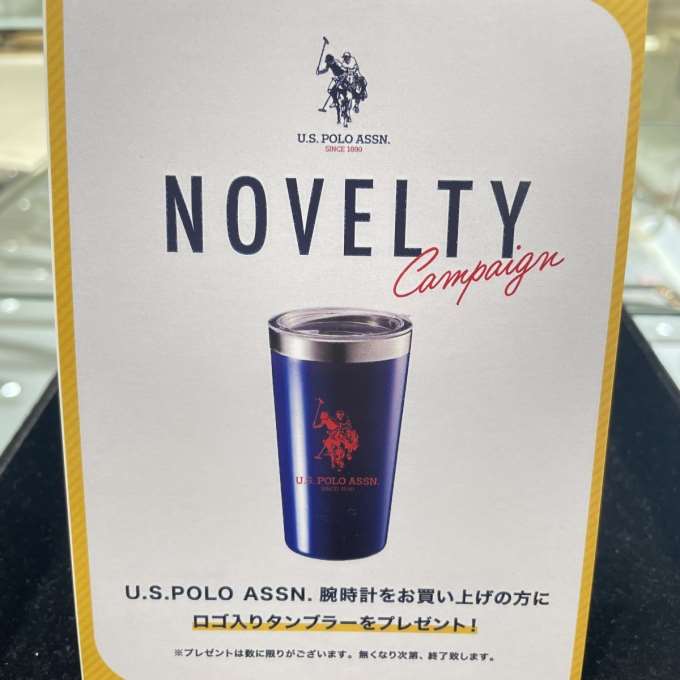 U.S. POLO ASSN.
SINCE 1890
NOVELTY
Campaign
U.S. POLO ASSN.
SINCE 1890
U.S.POLO ASSN. 腕時計をお買い上げの方に
ロゴ入りタンブラーをプレゼント!
※プレゼントは数に限りがございます。無くなり次第、終了致します。